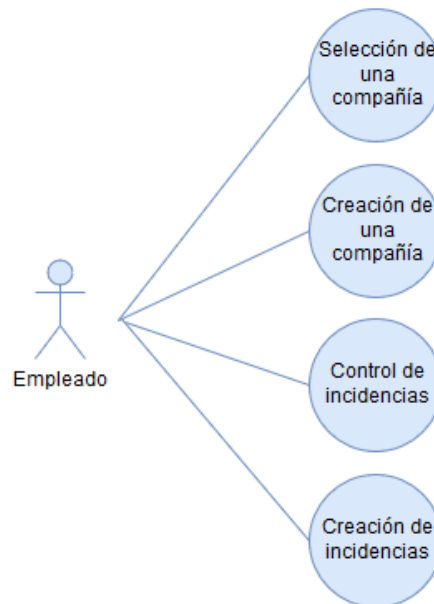 Selección de
una
compañía
Creación de
una
compañía
Empleado
Control de
incidencias
Creación de
incidencias